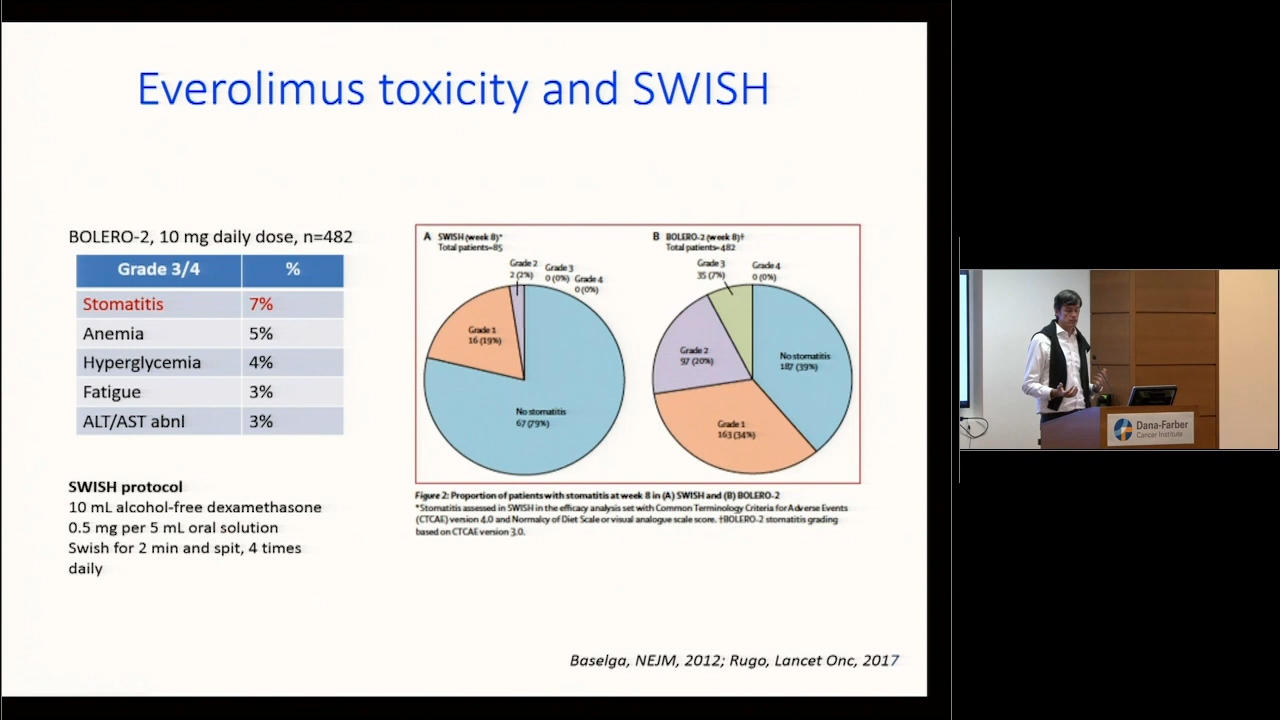 Everolimus toxicity and SWISH
BOLERO-2, 10 mg daily dose, n=482
Grade 3/4 %
Stomatitis 7%
Anemia 5%
Hyperglycemia 4%
Fatigue 3%
ALT/AST abnl 3%
SWISH protocol
10 mL alcohol-free dexamethasone
0.5 mg per 5 mL oral solution
Swish for 2 min and spit, 4 times
daily
A SWISH (week 8)*
Total patients=85
Grade 2
2 (2%)
Grade 3
0 (0%)
Grade 4
0 (0%)
Grade 1
16 (19%)
No stomatitis
67 (79%)
B BOLERO-2 (week 8)†
Total patients=482
Grade 3
35 (7%)
Grade 4
0 (0%)
Grade 2
97 (20%)
No stomatitis
187 (39%)
Grade 1
163 (34%)
Figure 2: Proportion of patients with stomatitis at week 8 in (A) SWISH and (B) BOLERO-2
*Stomatitis assessed in SWISH in the efficacy analysis set with Common Terminology Criteria for Adverse Events
(CTCAE) version 4.0 and Normalcy of Diet Scale or visual analogue scale score. †BOLERO-2 stomatitis grading
based on CTCAE version 3.0.
Baselga, NEJM, 2012; Rugo, Lancet Onc, 2017
Dana-Farber
Cancer Institute